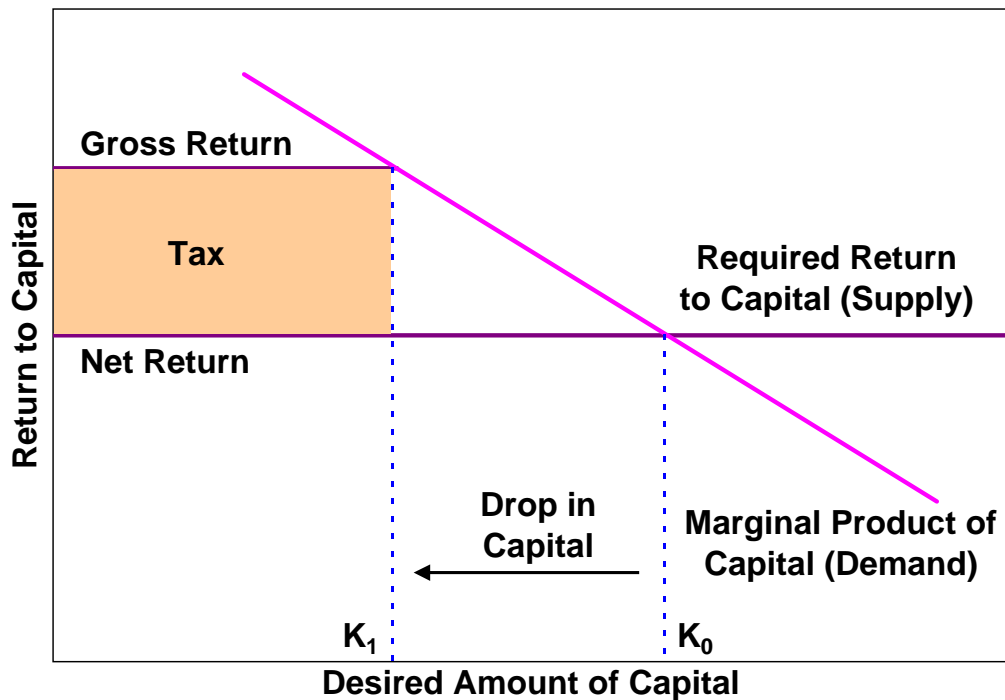 Gross Return
Tax
Required Return
to Capital (Supply)
Net Return
Return to Capital
Drop in
Capital
Marginal Product of
Capital (Demand)
K₁
K₀
Desired Amount of Capital